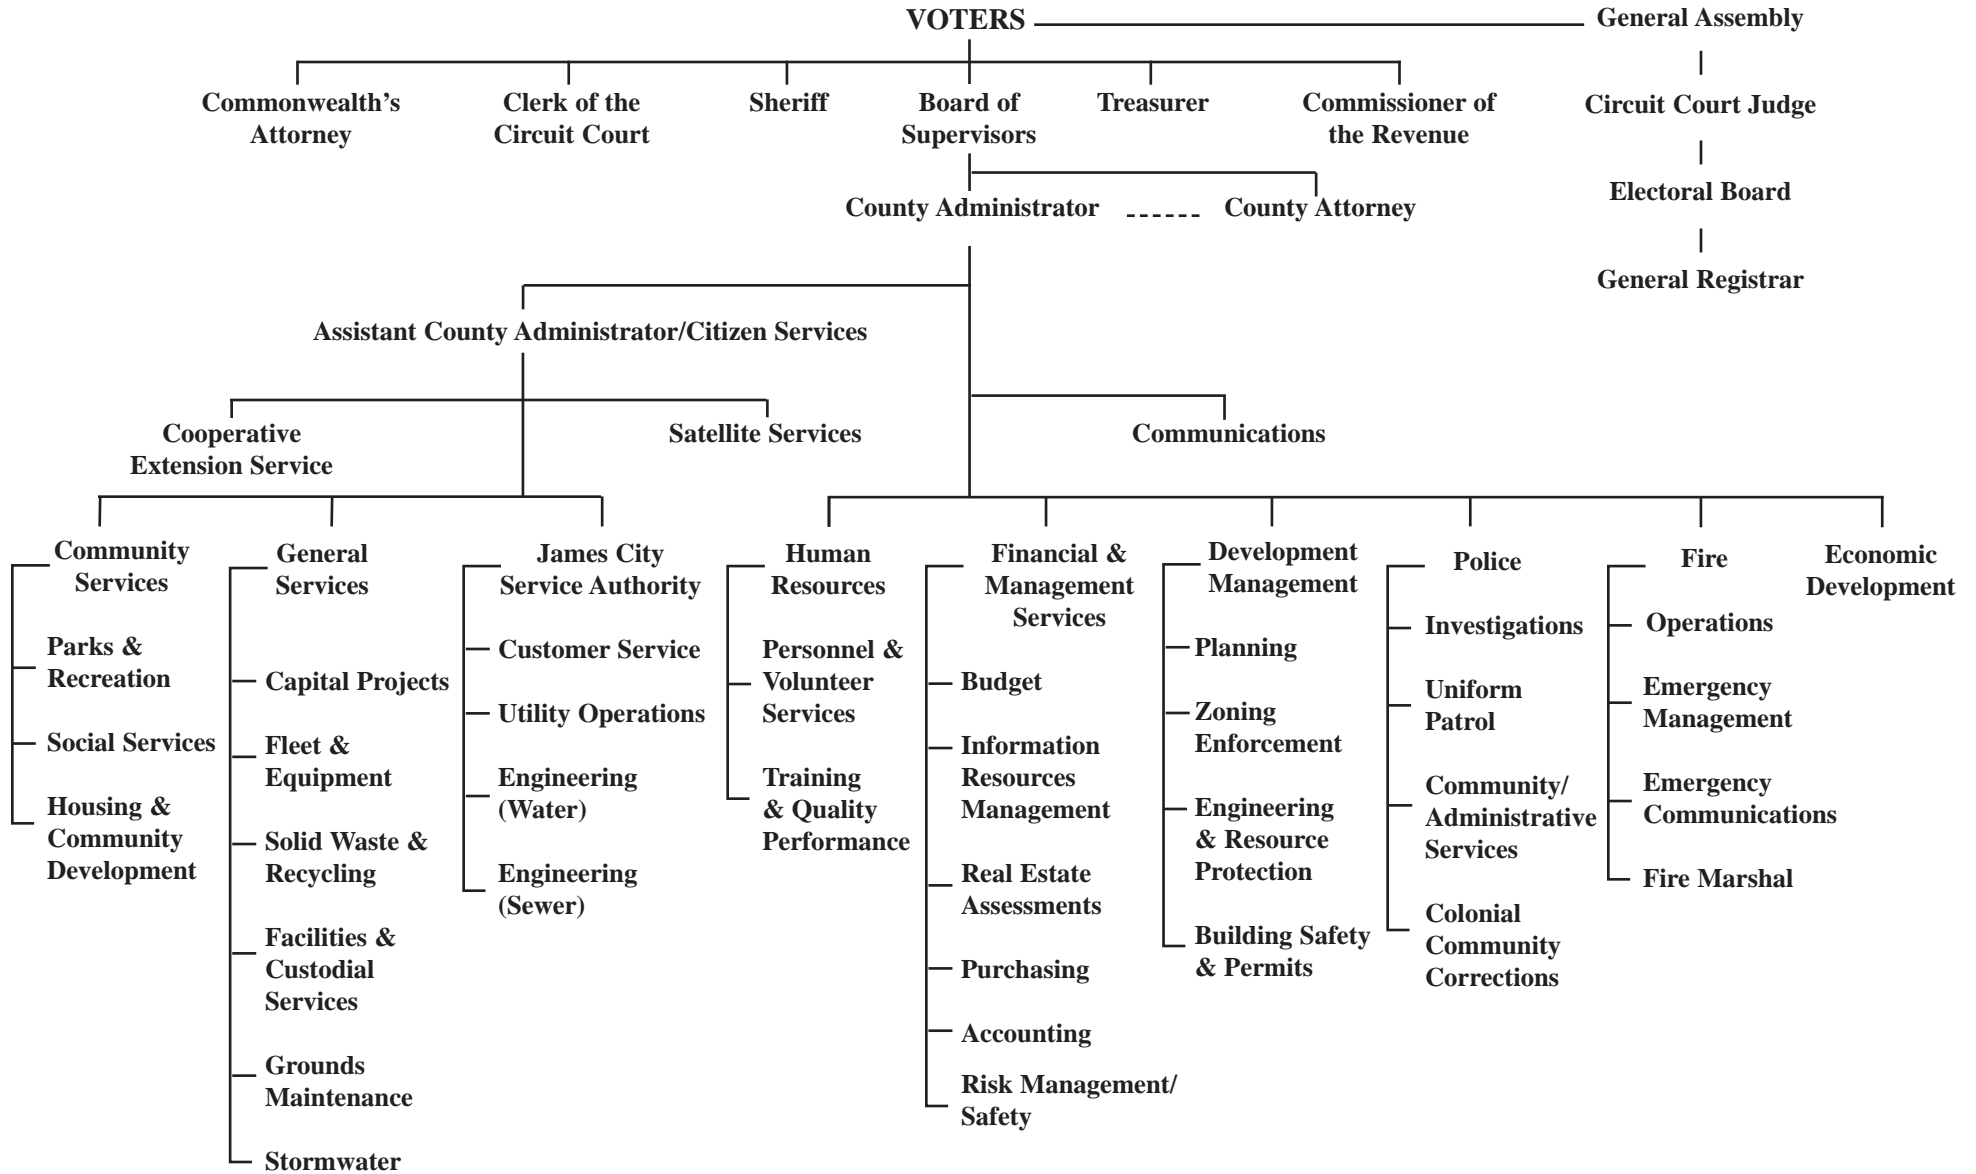 VOTERS
General Assembly
Commonwealth's
Attorney
Clerk of the
Circuit Court
Sheriff
Board of
Supervisors
Treasurer
Commissioner of
the Revenue
Circuit Court Judge
Electoral Board
General Registrar
County Administrator
County Attorney
Assistant County Administrator/Citizen Services
Cooperative
Extension Service
Satellite Services
Communications
Community
Services
Parks &
Recreation
Social Services
Housing &
Community
Development
General
Services
Capital Projects
Fleet &
Equipment
Solid Waste &
Recycling
Facilities &
Custodial
Services
Grounds
Maintenance
Stormwater
James City
Service Authority
Customer Service
Utility Operations
Engineering
(Water)
Engineering
(Sewer)
Human
Resources
Personnel &
Volunteer
Services
Training
& Quality
Performance
Financial &
Management
Services
Budget
Information
Resources
Management
Real Estate
Assessments
Purchasing
Accounting
Risk Management/
Safety
Development
Management
Planning
Zoning
Enforcement
Engineering
& Resource
Protection
Building Safety
& Permits
Police
Investigations
Uniform
Patrol
Community/
Administrative
Services
Colonial
Community
Corrections
Fire
Operations
Emergency
Management
Emergency
Communications
Fire Marshal
Economic
Development